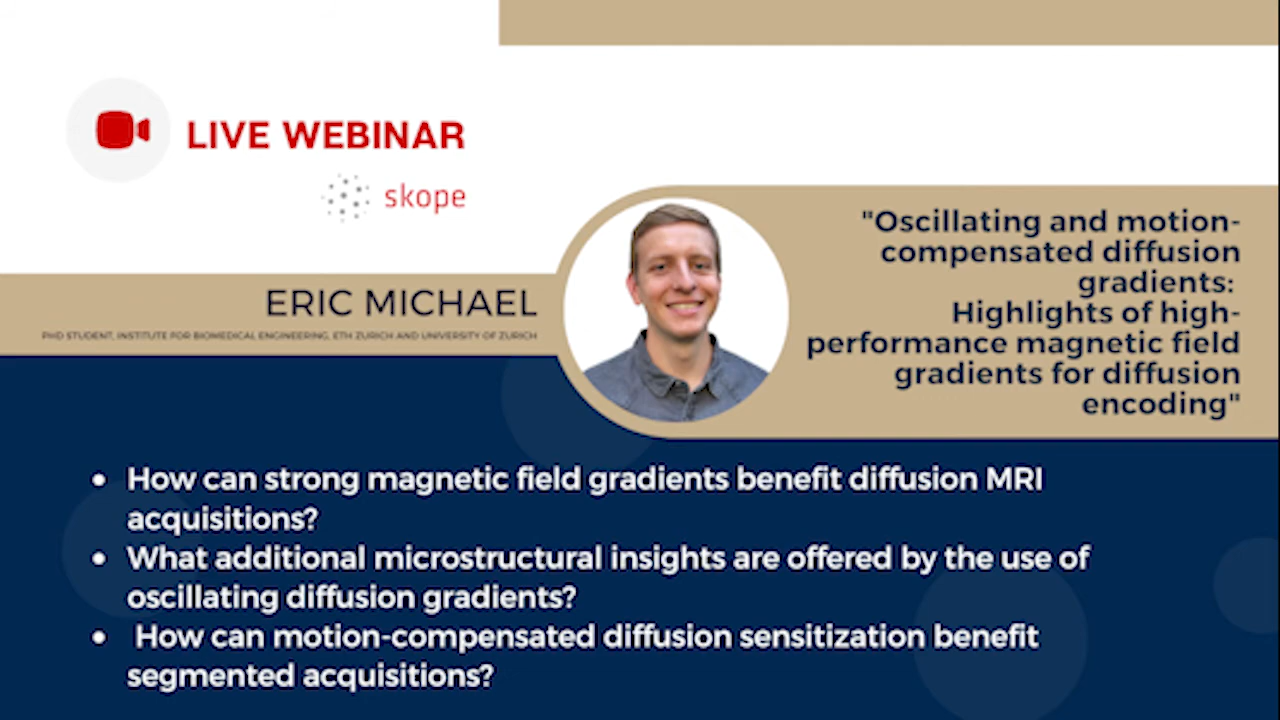 LIVE WEBINAR
skope
ERIC MICHAEL
PHD STUDENT, INSTITUTE FOR BIOMEDICAL ENGINEERING, ETH ZURICH AND UNIVERSITY OF ZURICH
"Oscillating and motion-
compensated diffusion
gradients:
Highlights of high-
performance magnetic field
gradients for diffusion
encoding"
• How can strong magnetic field gradients benefit diffusion MRI
acquisitions?
• What additional microstructural insights are offered by the use of
oscillating diffusion gradients?
• How can motion-compensated diffusion sensitization benefit
segmented acquisitions?